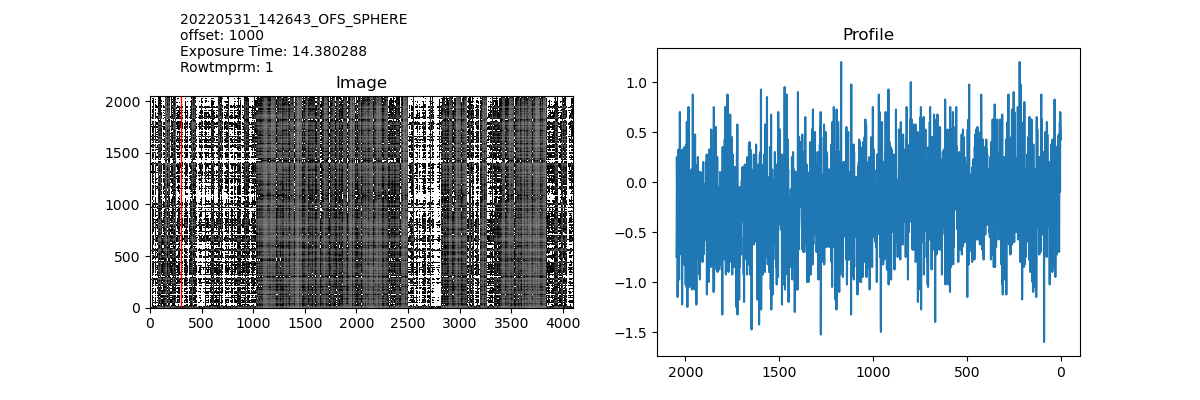 20220531_142643_OFS_SPHERE
offset: 1000
Exposure Time: 14.380288
Rowtmprm: 1
Image
2000
1500
1000
500
0
0 500 1000 1500 2000 2500 3000 3500 4000
Profile
1.0
0.5
0.0
−0.5
−1.0
−1.5
2000 1500 1000 500 0